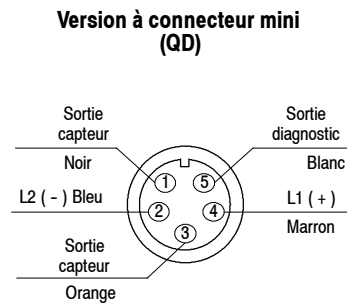 Version à connecteur mini
(QD)
Sortie
capteur
Noir
Sortie
diagnostic
Blanc
1
5
L2 ( - ) Bleu
2
4
L1 ( + )
Marron
3
Sortie
capteur
Orange